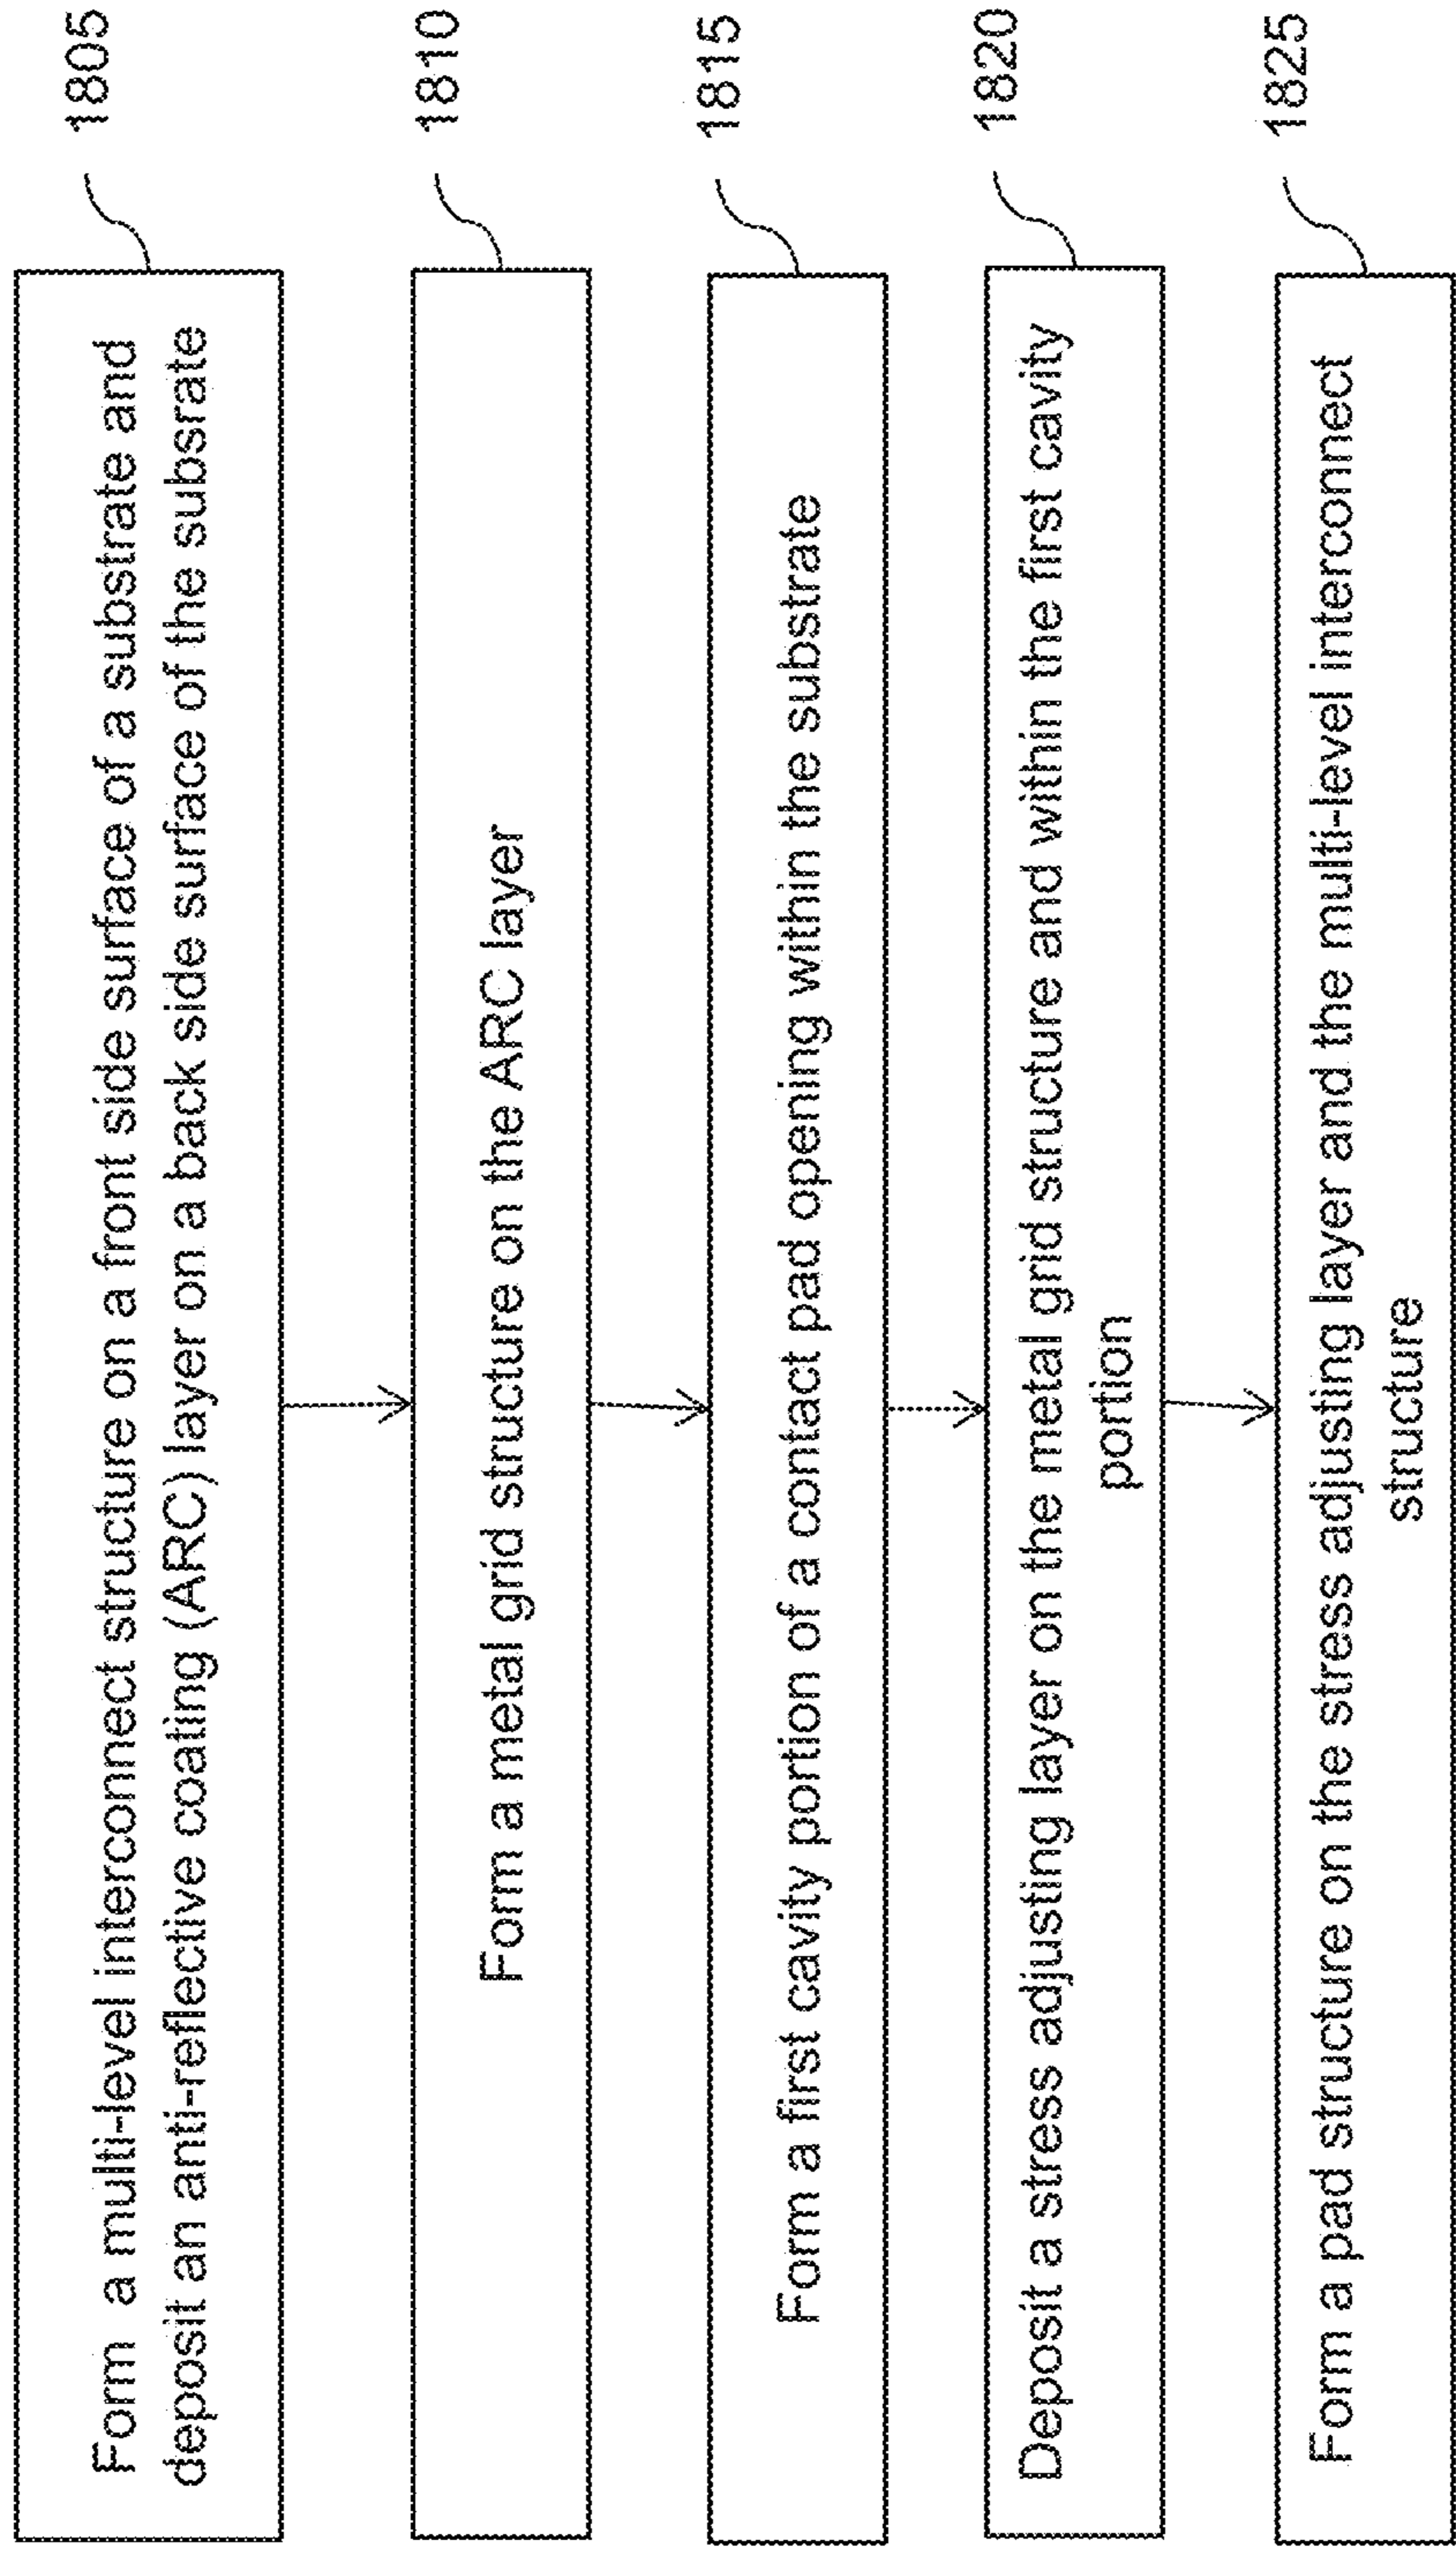 1805
Form a multi-level interconnect structure on a front side surface of a substrate and
deposit an anti-reflective coating (ARC) layer on a back side surface of the subsrate
1810
Form a metal grid structure on the ARC layer
1815
Form a first cavity portion of a contact pad opening within the substrate
1820
Deposit a stress adjusting layer on the metal grid structure and within the first cavity
portion
1825
Form a pad structure on the stress adjusting layer and the multi-level interconnect
structure